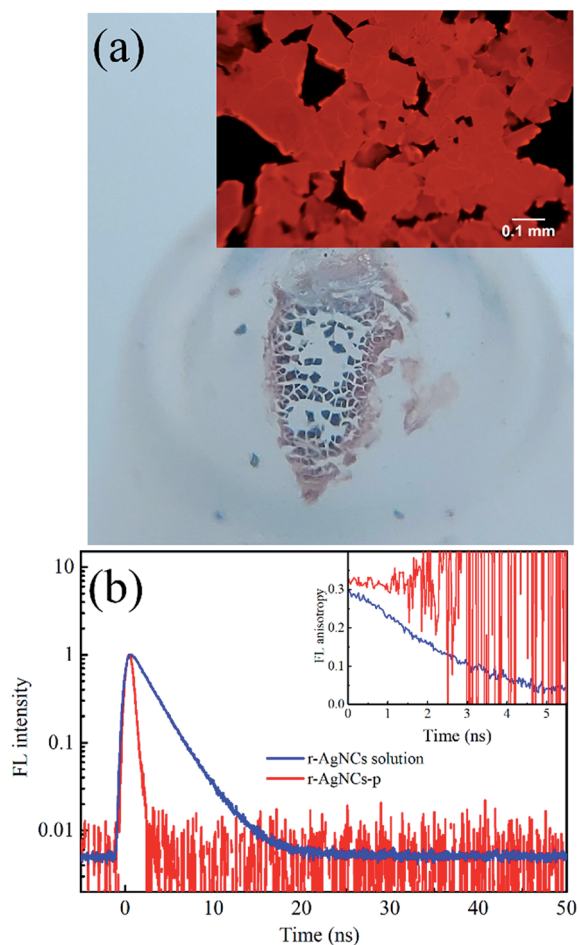 (a)
0.1 mm
(b)
10
1
0.1
0.01
FL intensity
0 10 20 30 40 50
Time (ns)
0.3
0.2
0.1
0.0
FL anisotropy
0 1 2 3 4 5
Time (ns)
r-AgNCs solution
r-AgNCs-p